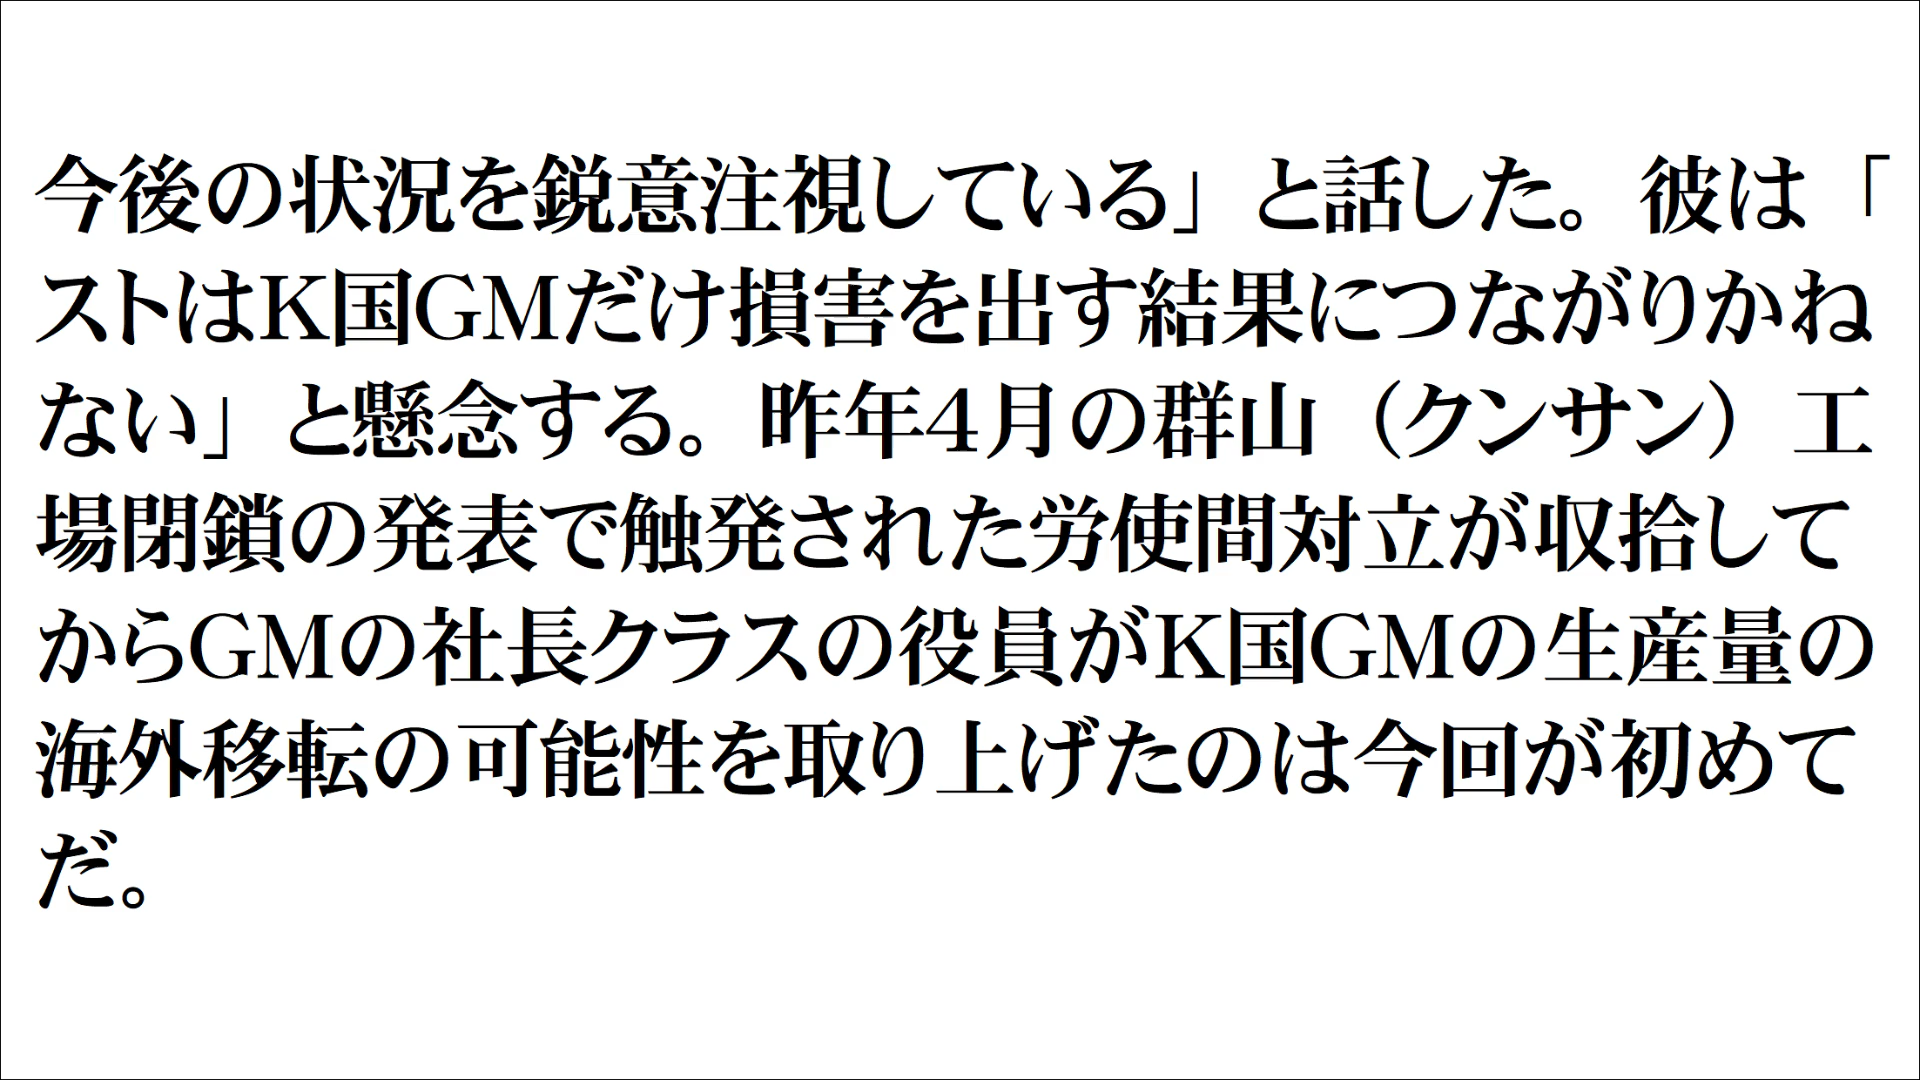 今後の状況を鋭意注視している」と話した。彼は「
ストはK国GMだけ損害を出す結果につながりかね
ない」と懸念する。昨年4月の群山（クンサン）工
場閉鎖の発表で触発された労使間対立が収拾して
からGMの社長クラスの役員がK国GMの生産量の
海外移転の可能性を取り上げたのは今回が初めて
だ。